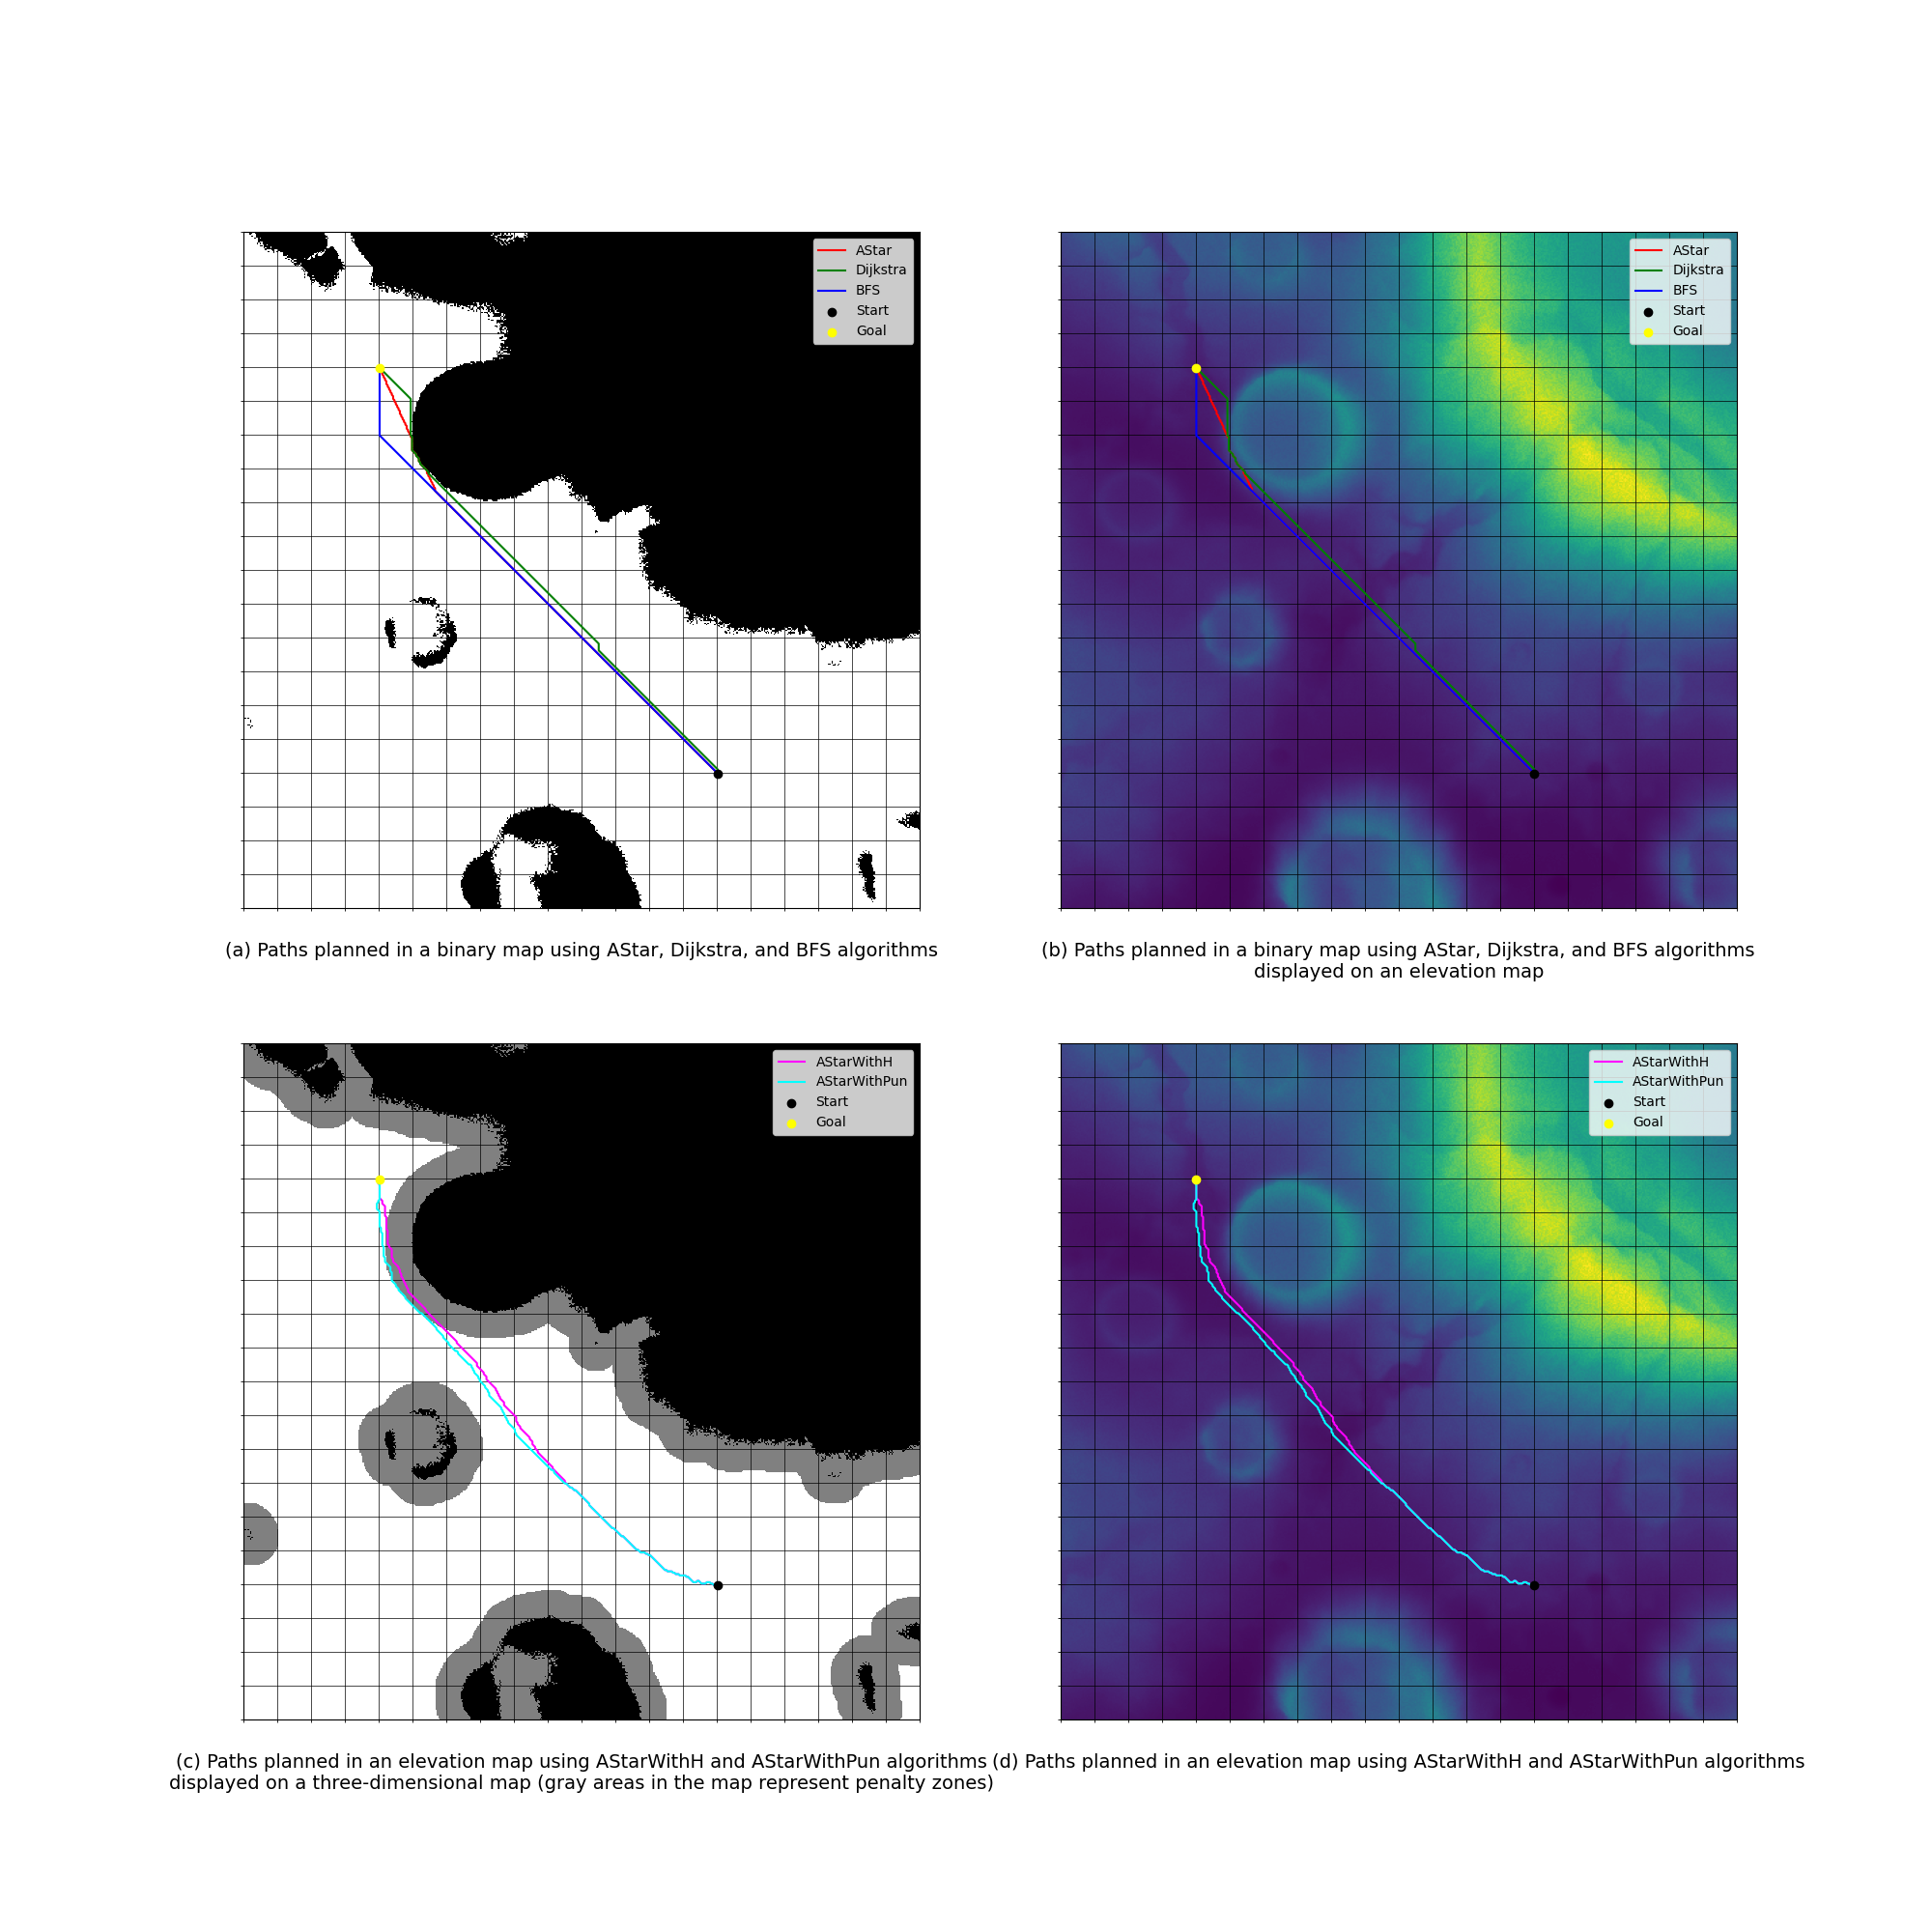 AStar
Dijkstra
BFS
Start
Goal
AStar
Dijkstra
BFS
Start
Goal
(a) Paths planned in a binary map using AStar, Dijkstra, and BFS algorithms
(b) Paths planned in a binary map using AStar, Dijkstra, and BFS algorithms
displayed on an elevation map
AStarWithH
AStarWithPun
Start
Goal
AStarWithH
AStarWithPun
Start
Goal
(c) Paths planned in an elevation map using AStarWithH and AStarWithPun algorithms
displayed on a three-dimensional map (gray areas in the map represent penalty zones)
(d) Paths planned in an elevation map using AStarWithH and AStarWithPun algorithms